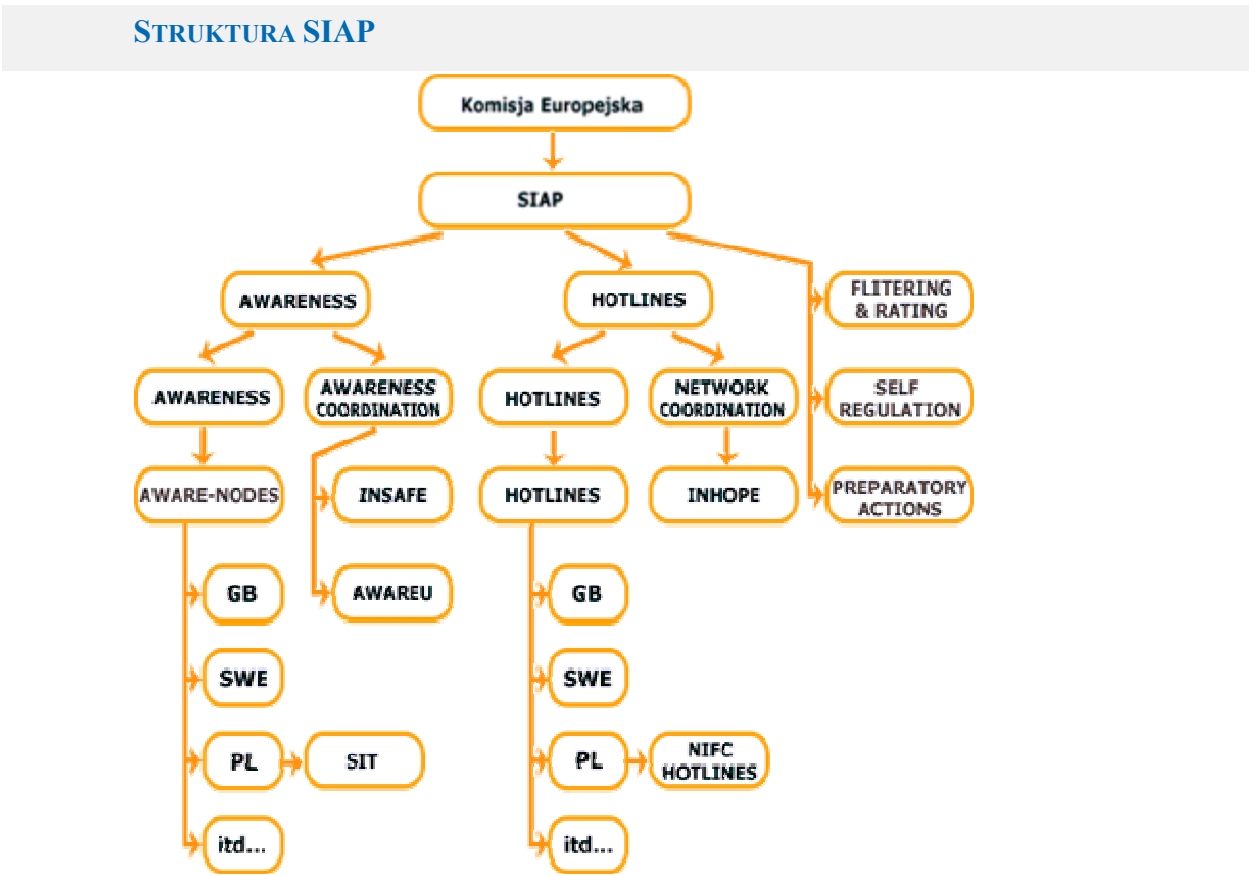 STRUKTURA SIAP
Komisja Europejska
SIAP
AWARENESS
HOTLINES
FLITERING
& RATING
AWARENESS
AWARENESS
COORDINATION
HOTLINES
NETWORK
COORDINATION
SELF
REGULATION
AWARE-NODES
INSAFE
HOTLINES
INHOPE
PREPARATORY
ACTIONS
GB
AWAREU
GB
SWE
SWE
PL
SIT
PL
NIFC
HOTLINES
itd...
itd...